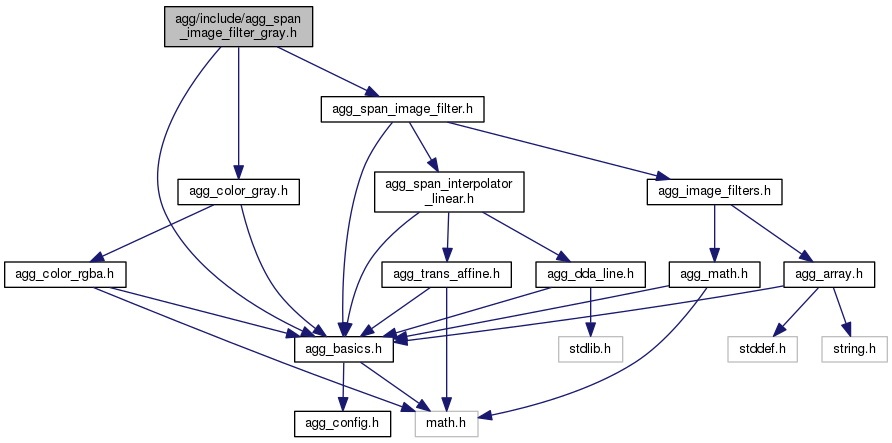 agg/include/agg_span
_image_filter_gray.h
agg_span_image_filter.h
agg_color_gray.h
agg_span_interpolator
_linear.h
agg_image_filters.h
agg_color_rgba.h
agg_trans_affine.h
agg_dda_line.h
agg_math.h
agg_array.h
agg_basics.h
stdlib.h
stddef.h
string.h
agg_config.h
math.h